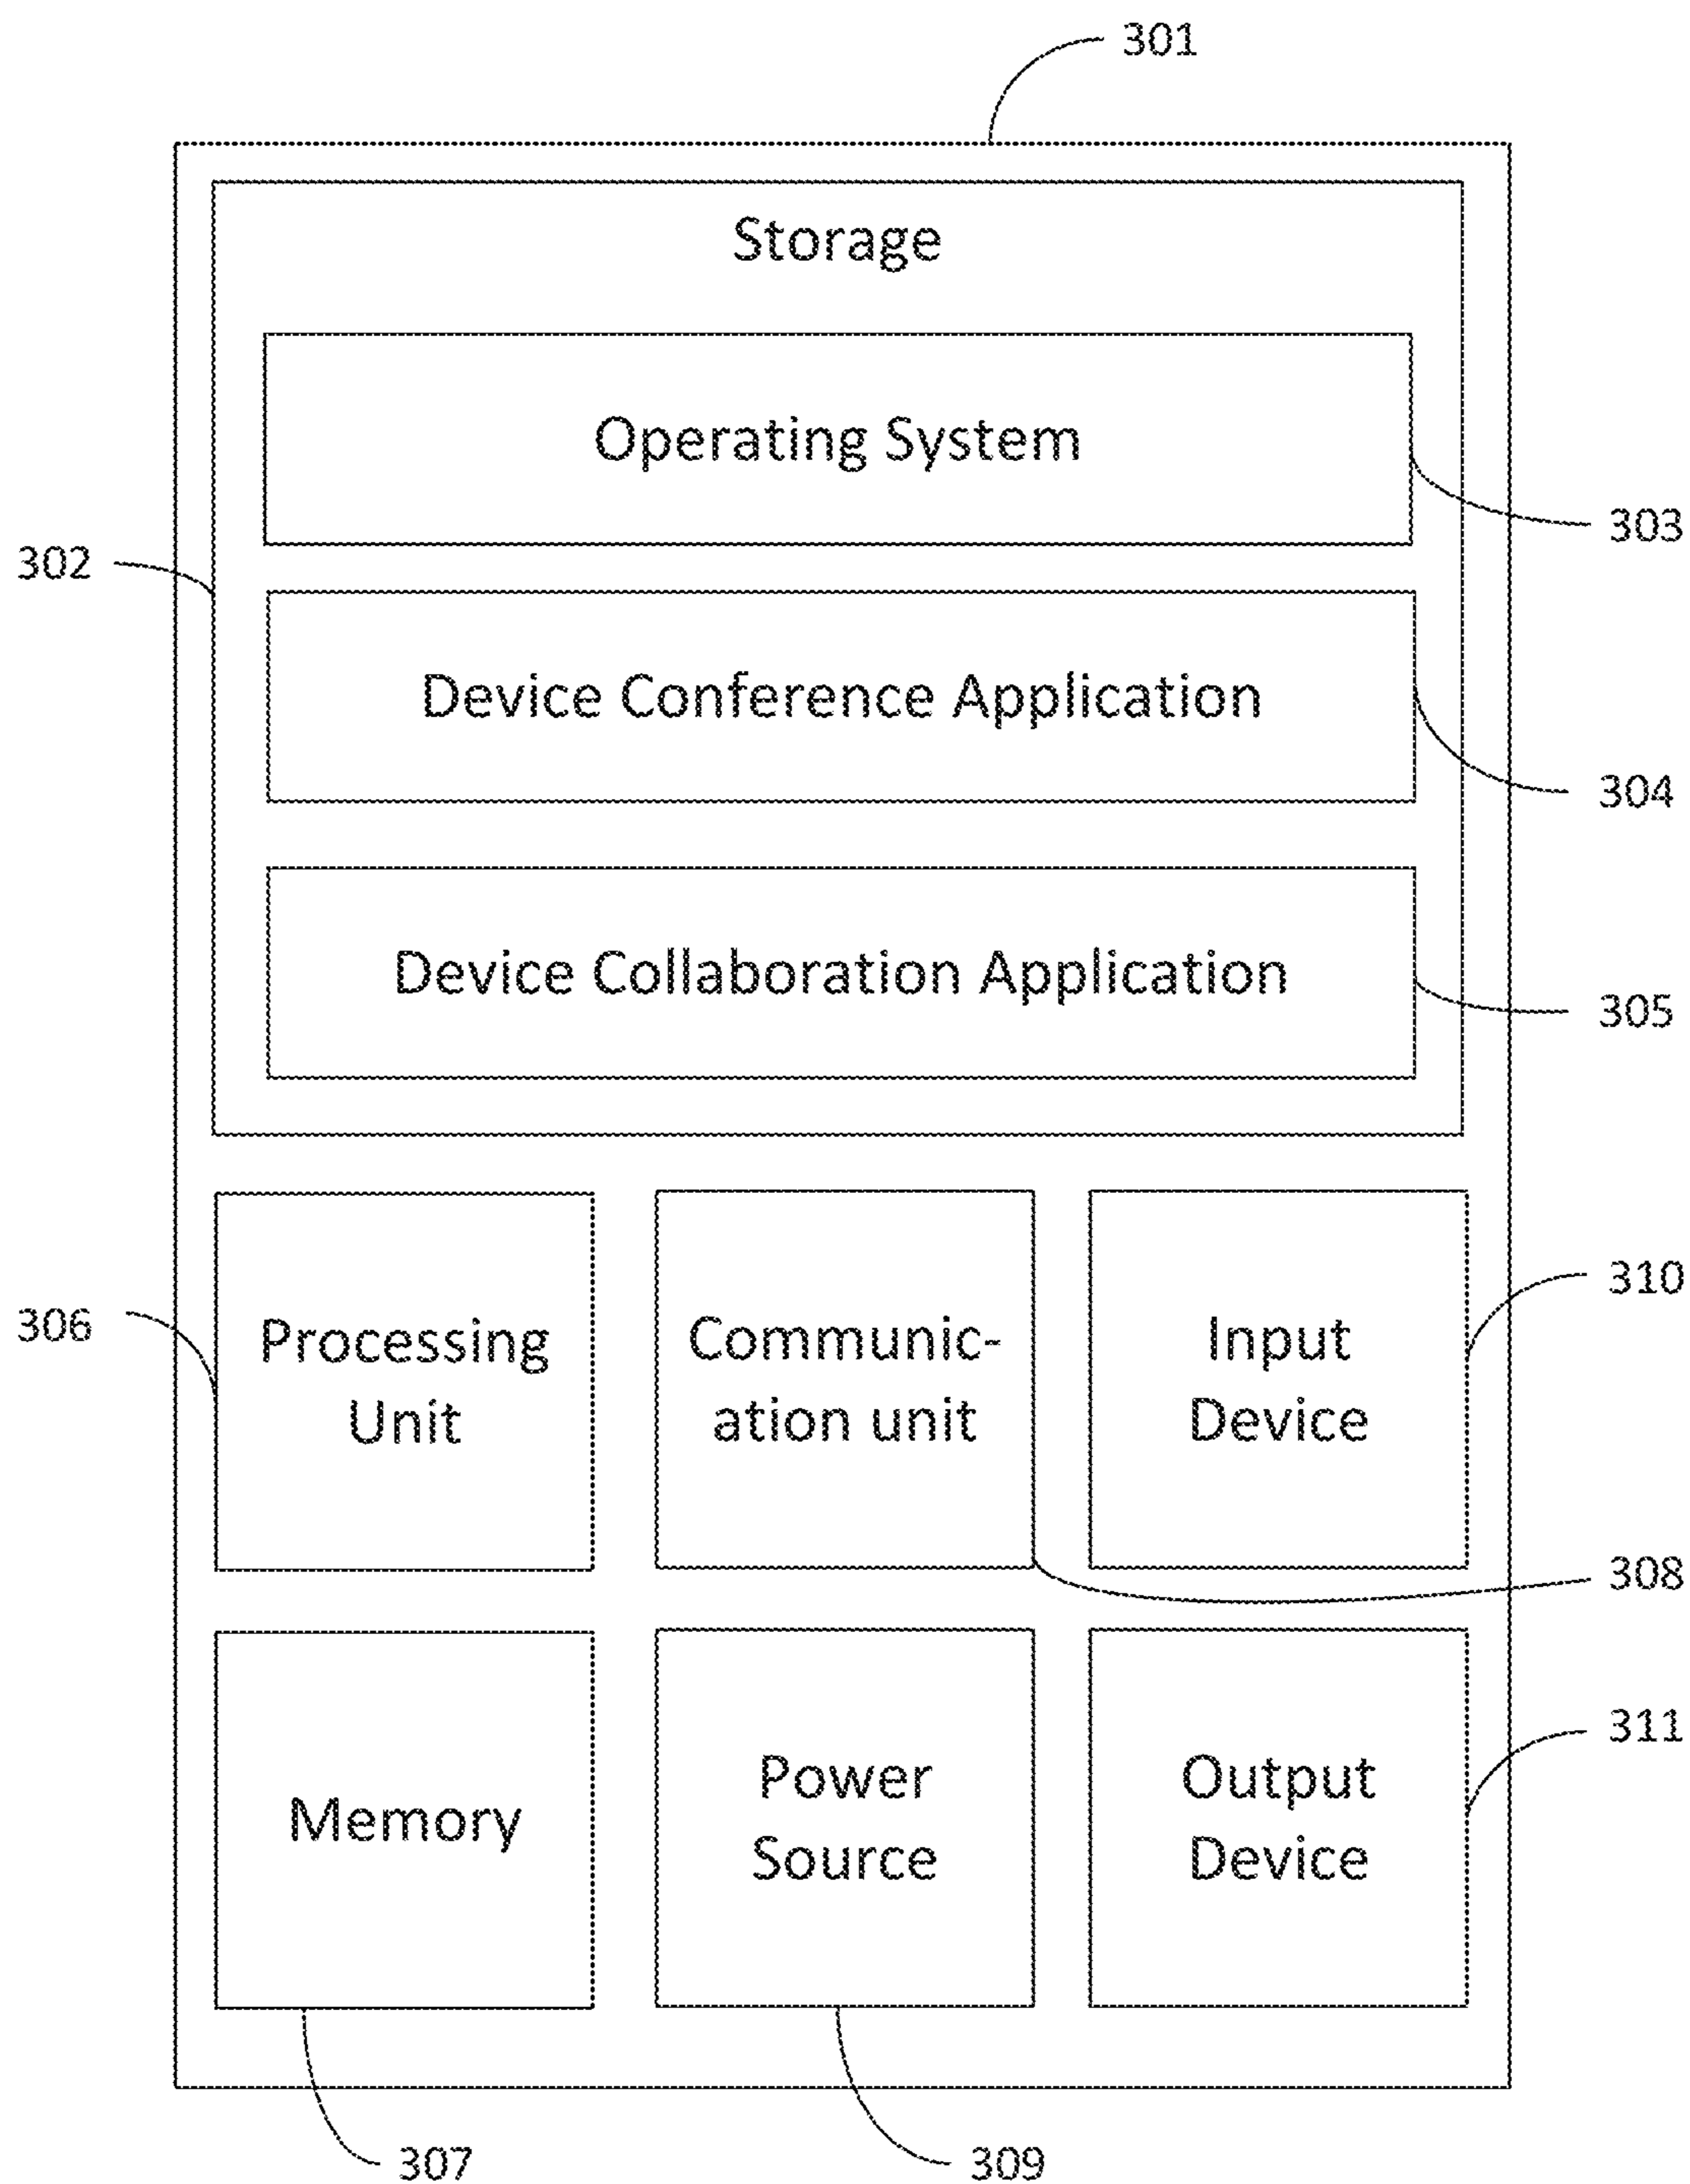 301
Storage
Operating System
303
302
Device Conference Application
304
Device Collaboration Application
305
306
Processing
Unit
Communic-
ation unit
Input
Device
310
308
Memory
Power
Source
Output
Device
311
307
309